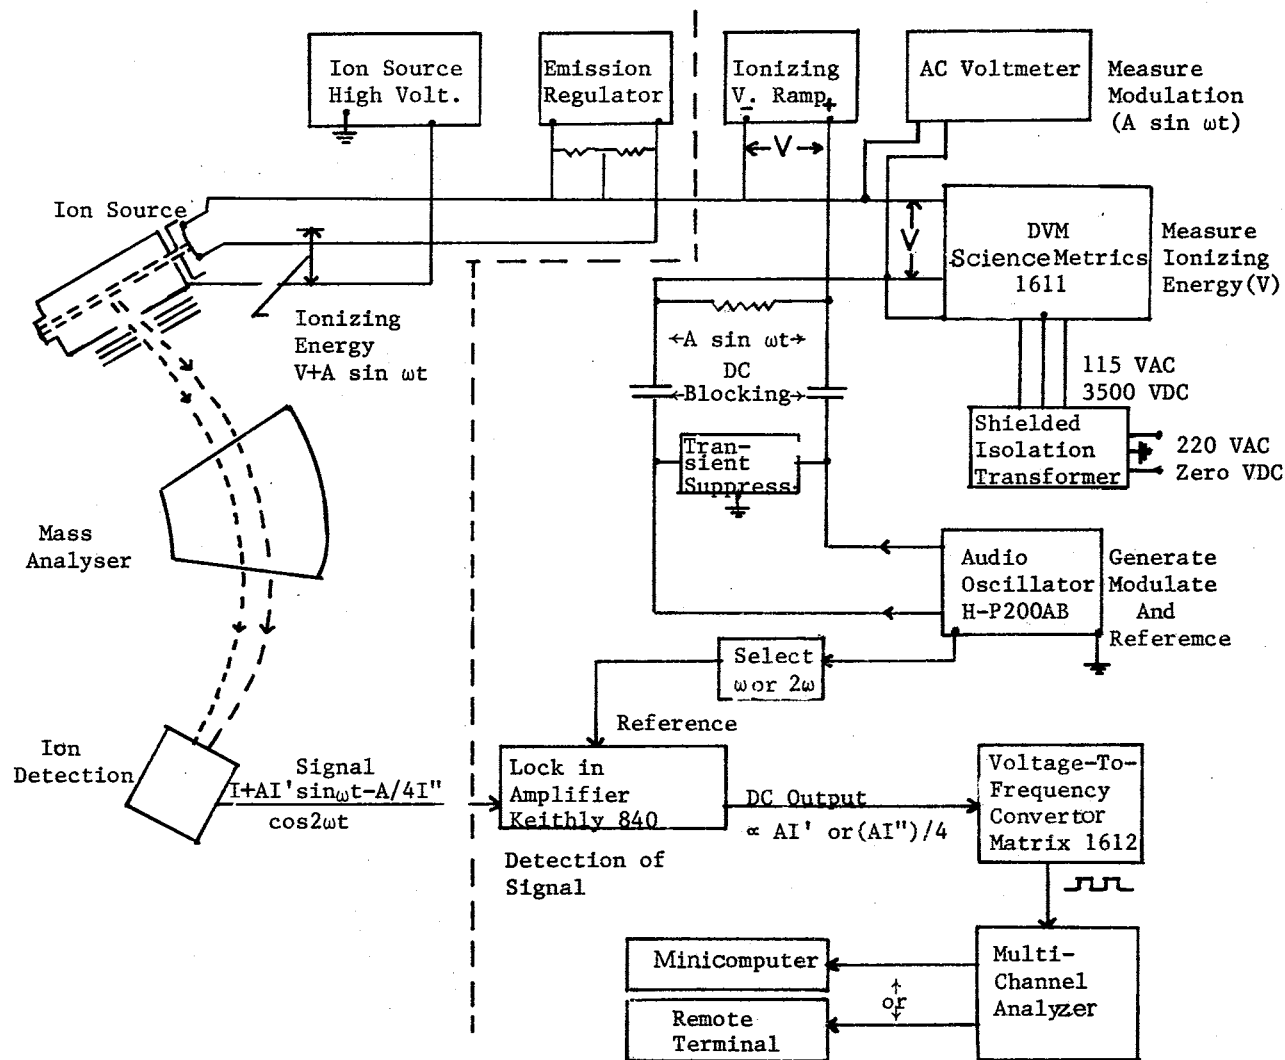 Ion Source
High Volt.
Emission
Regulator
Ionizing
V. Ramp
- +
V
AC Voltmeter
Measure
Modulation
(A sin ωt)
Ion Source
DVM
ScienceMetrics
1611
V
Measure
Ionizing
Energy(V)
Ionizing
Energy
V+A sin ωt
A sin ωt
DC
Blocking
115 VAC
3500 VDC
Shielded
Isolation
Transformer
220 VAC
Zero VDC
Tran-
sient
Suppress.
Mass
Analyser
Audio
Oscillator
H-P200AB
Generate
Modulate
And
Referemce
Select
ω or 2ω
Reference
Ion
Detection
Signal
I+AI'sinωt-A/4I"
cos2ωt
Lock in
Amplifier
Keithly 840
Detection of
Signal
DC Output
∝ AI' or(AI")/4
Voltage-To-
Frequency
Convertor
Matrix 1612
Multi-
Channel
Analyzer
Minicomputer
or
Remote
Terminal